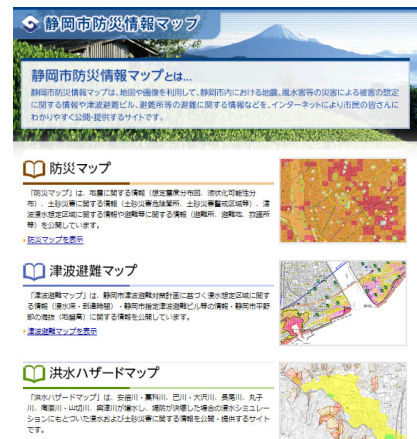 静岡市防災情報マップ
静岡市防災情報マップとは...
静岡市防災情報マップは、地図や画像を利用して、静岡市内における地震、風水害等の災害による被害の想定
に関する情報や津波避難ビル、避難所等の避難に関する情報などを、インターネットにより市民の皆さんに
わかりやすく公開・提供するサイトです。
防災マップ
「防災マップ」は、地震に関する情報（想定震度分布図、液状化可能性分
布）、土砂災害に関する情報（土砂災害危険箇所、土砂災害警戒区域等）、津
波浸水想定区域に関する情報や避難等に関する情報（避難所、避難地、救護所
等）を公開しています。
防災マップを表示
津波避難マップ
「津波避難マップ」は、静岡市津波避難対策計画に基づく浸水想定区域に関す
る情報（浸水深・到達時間）・静岡市指定津波避難ビル等の情報・静岡市平野
部の海抜（地盤高）に関する情報を公開しています。
津波避難マップを表示
洪水ハザードマップ
「洪水ハザードマップ」は、安倍川・藁科川、巴川・大沢川、長尾川、丸子
川、庵原川・山切川、興津川が増水し、堤防が決壊した場合の浸水シミュレー
ションにもとづいた浸水および土砂災害に関する情報を公開・提供するサイト
です。